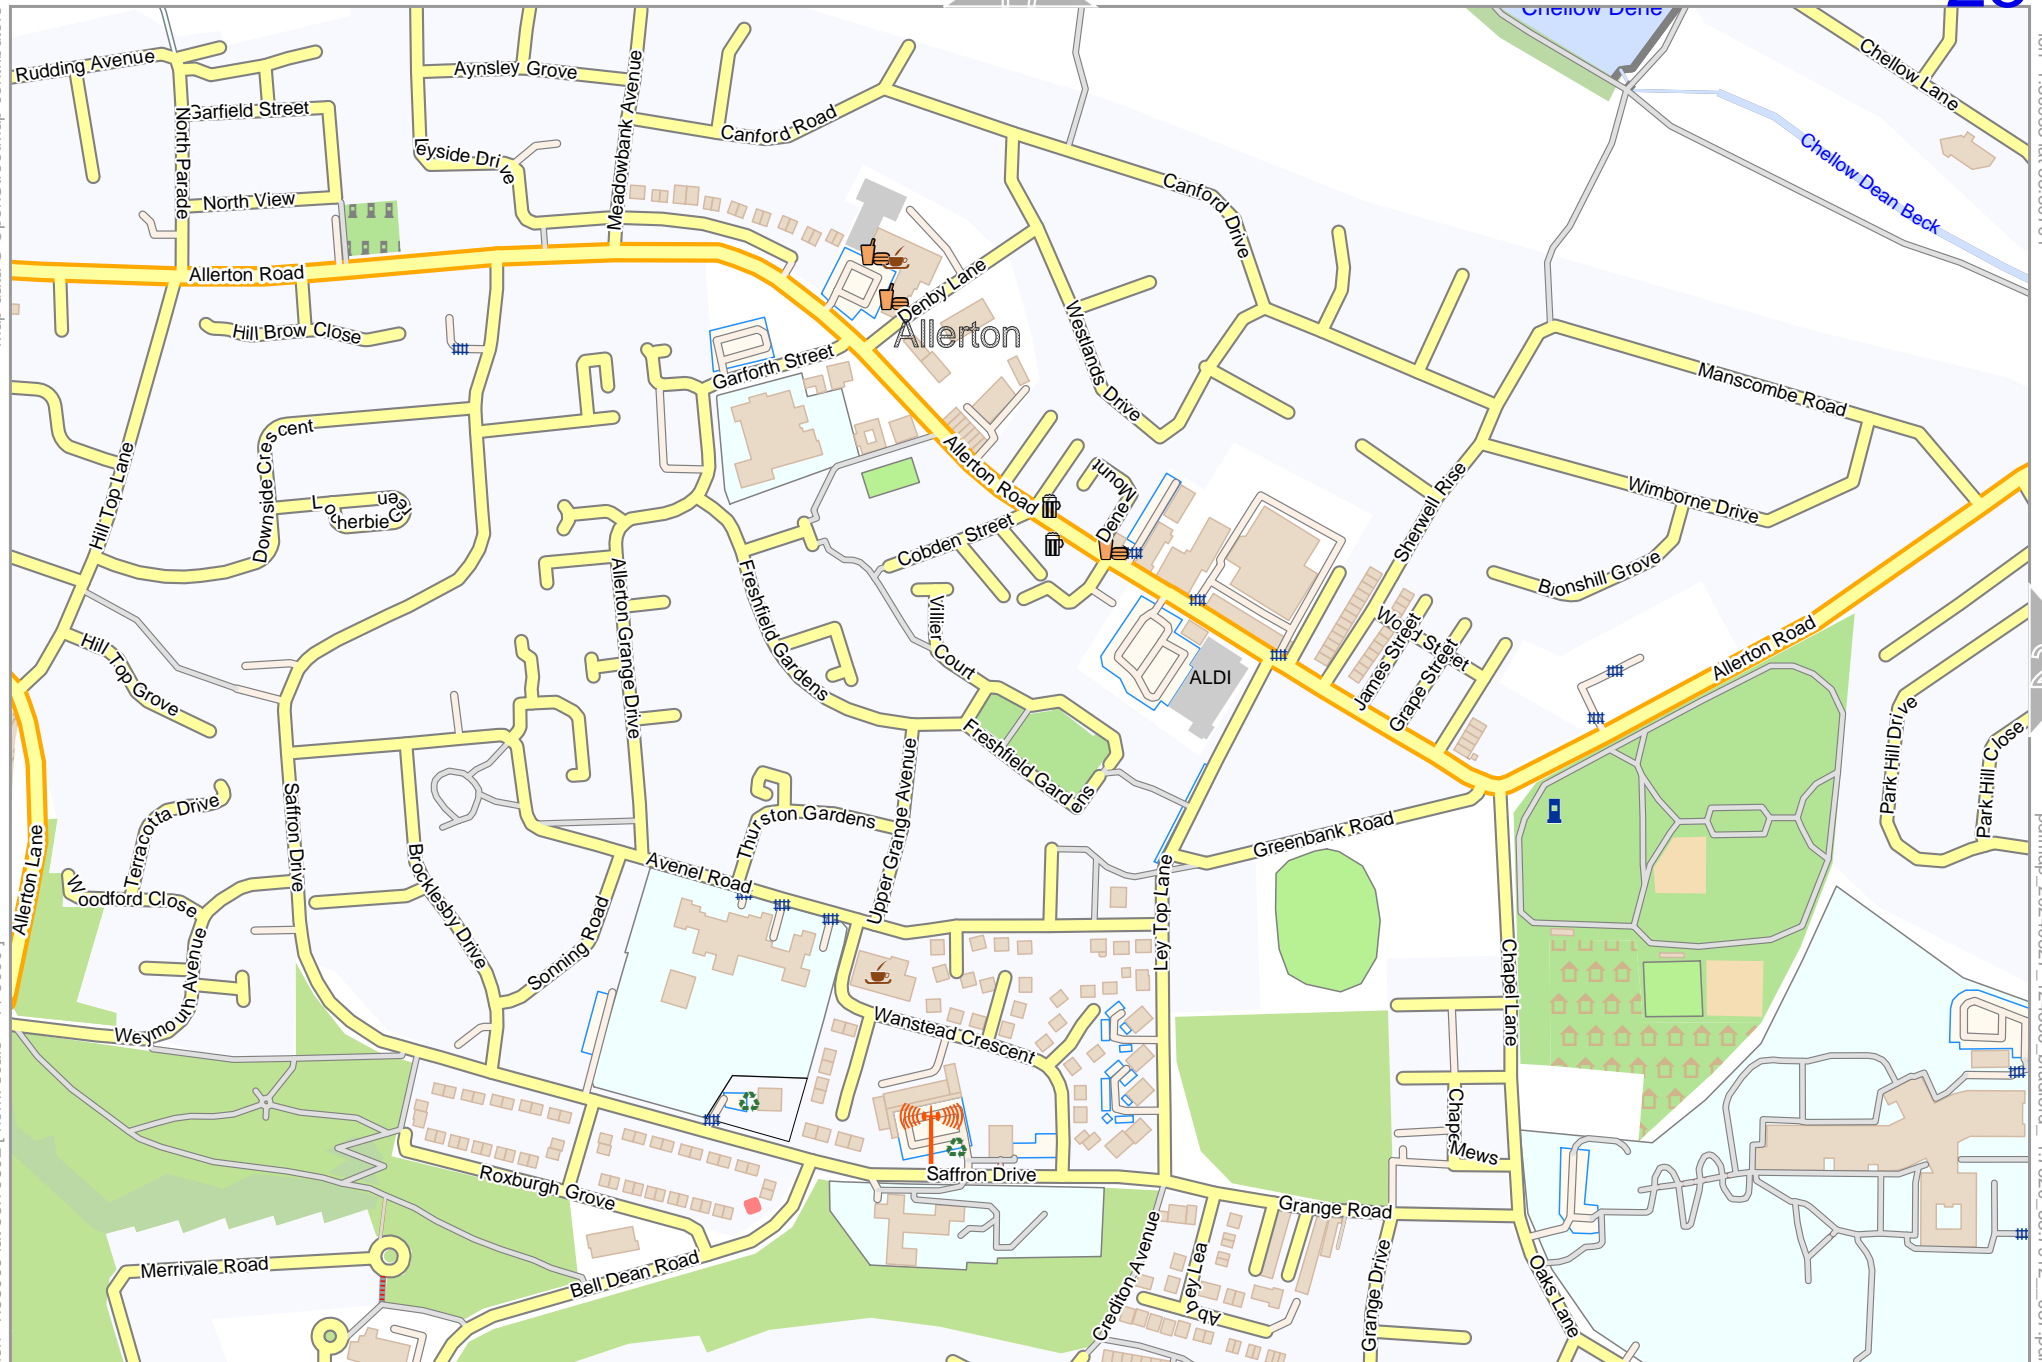 Chellow Dene
Rudding Avenue
Aynsley Grove
Meadowbank Avenue
Chellow Lane
Garfield Street
North Parade
Canford Road
Leyside Drive
Chellow Dean Beck
North View
Canford Drive
Allerton Road
Denby Lane
Hill Brow Close
Allerton
Westlands Drive
Garforth Street
Manscombe Road
Downside Crescent
Hill Top Lane
Allerton Road
Mount
Dene
Sherwell Rise
Wimborne Drive
Lockerbie Glen
Cobden Street
Bronshill Grove
Allerton Grange Drive
Freshfield Gardens
Villier Court
Wood Street
James Street
Grape Street
Allerton Road
Hill Top Grove
ALDI
Park Hill Drive
Park Hill Close
Freshfield Gardens
Upper Grange Avenue
Saffron Drive
Terracotta Drive
Thurston Gardens
Greenbank Road
Allerton Lane
Brocklesby Drive
Avenel Road
Woodford Close
Ley Top Lane
Sonning Road
Weymouth Avenue
Chapel Lane
Wanstead Crescent
Chapel Mews
Roxburgh Grove
Saffron Drive
Grange Road
Merrivale Road
Bell Dean Road
Crediton Avenue
Abbey Lea
Grange Drive
Oaks Lane